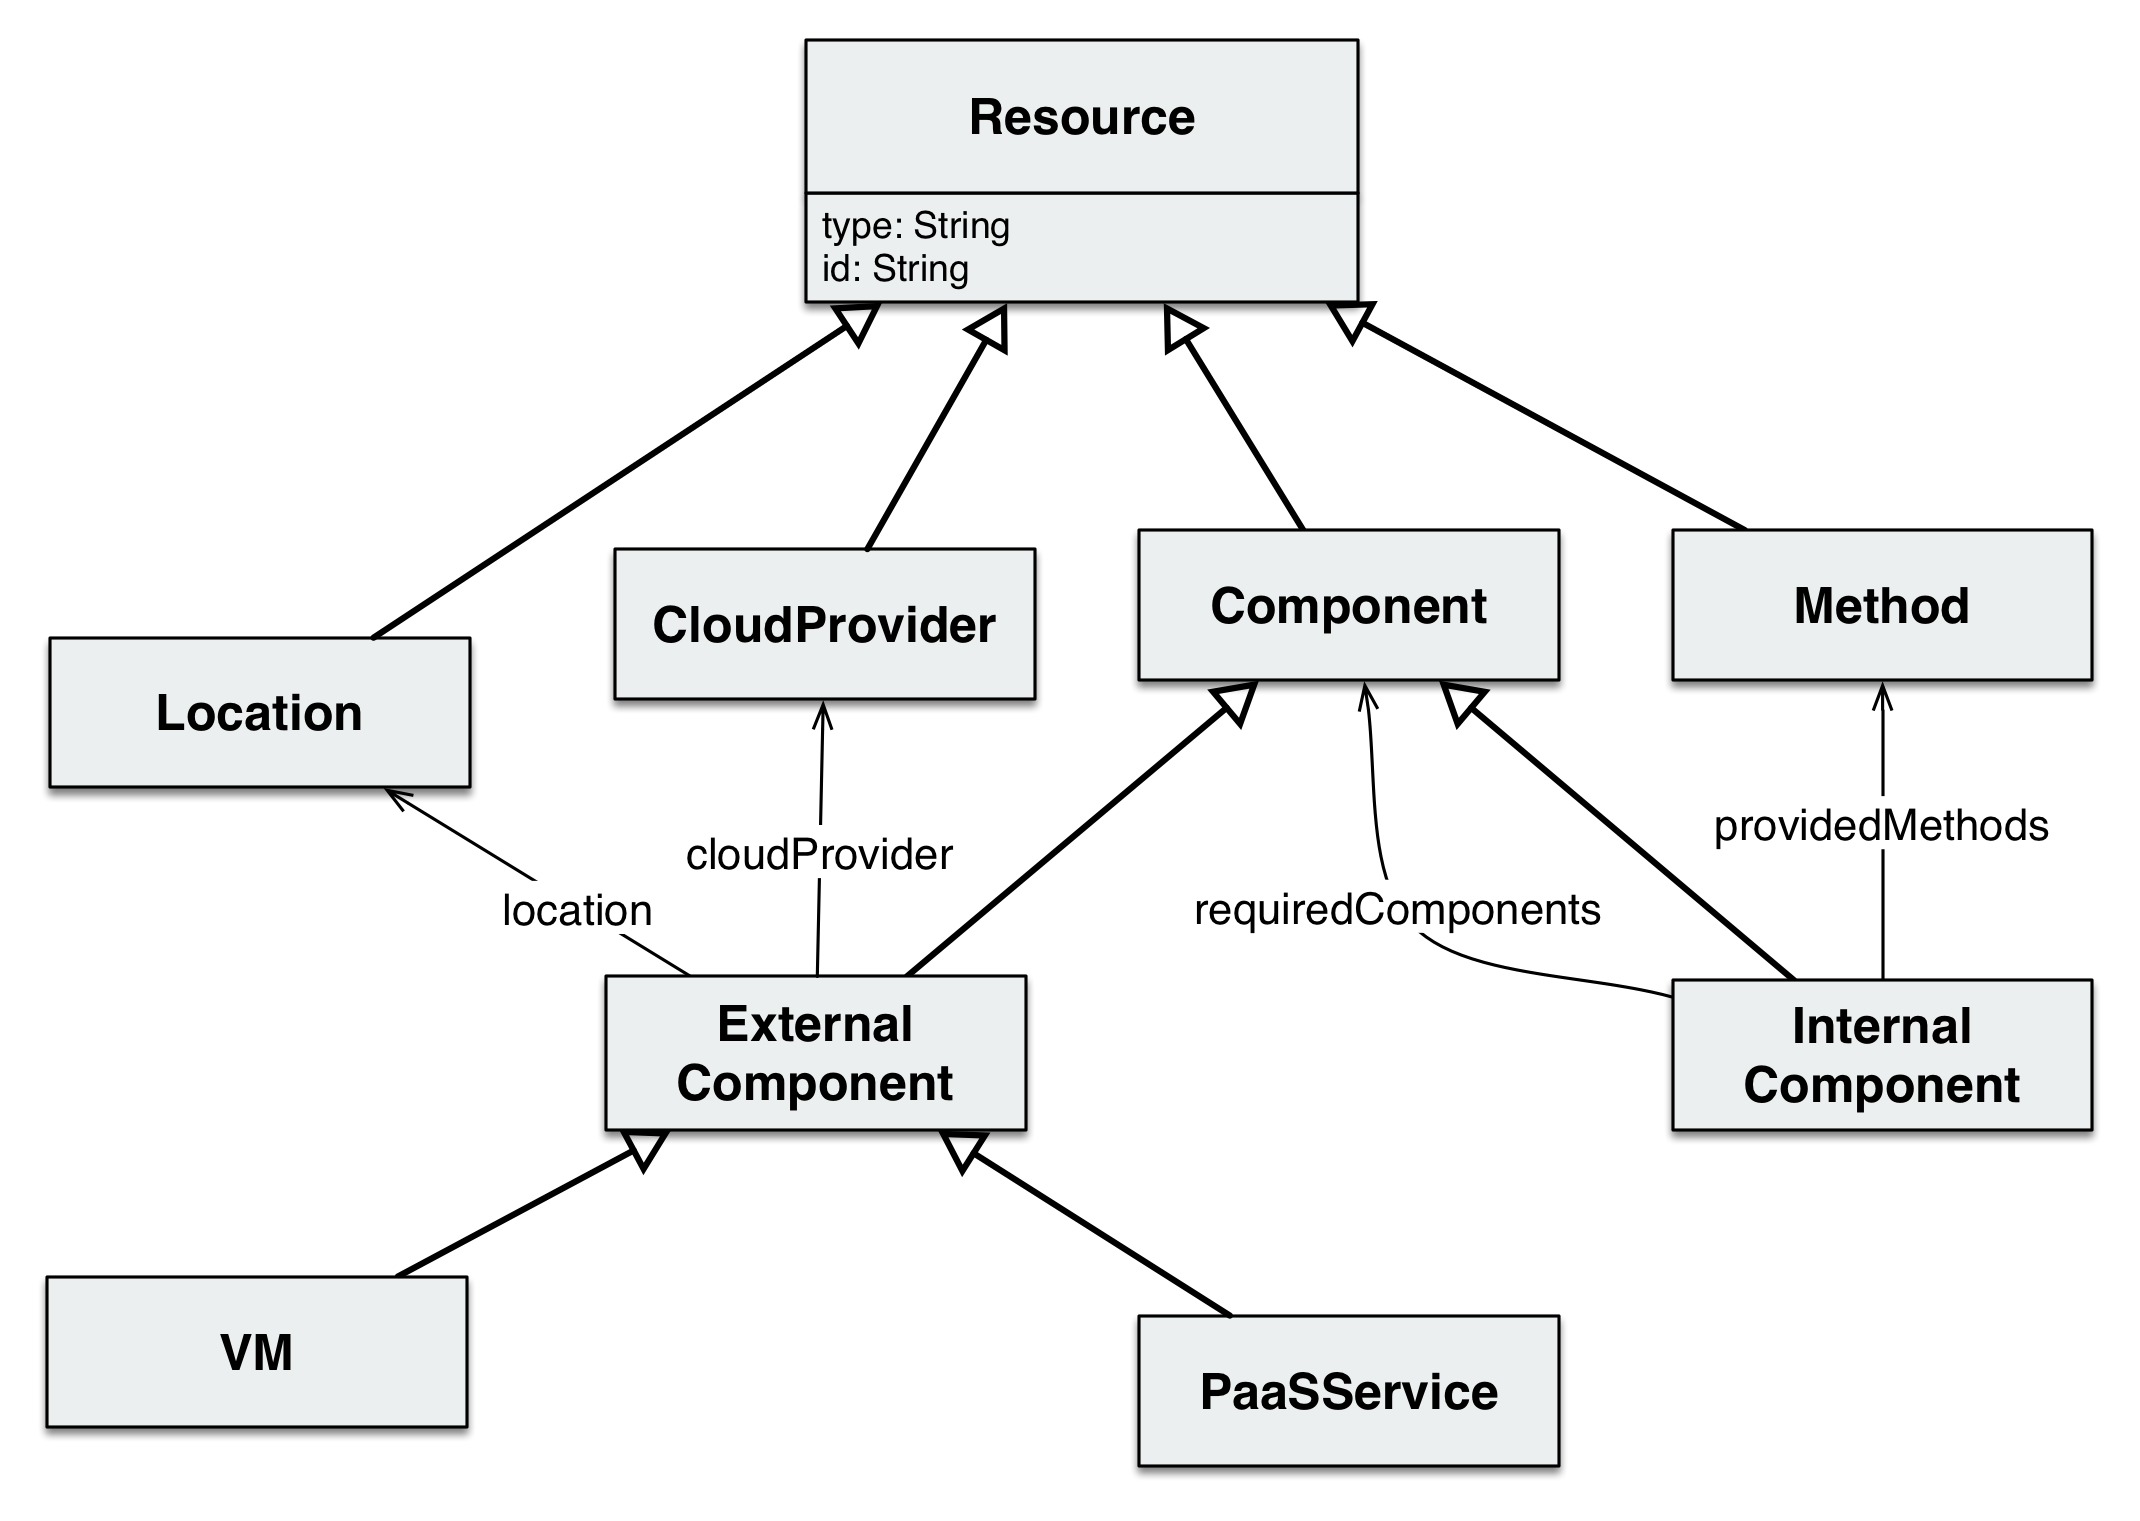 Resource
type: String
id: String
Component
Method
CloudProvider
Location
providedMethods
cloudProvider
location
requiredComponents
External
Component
Internal
Component
VM
PaaSService